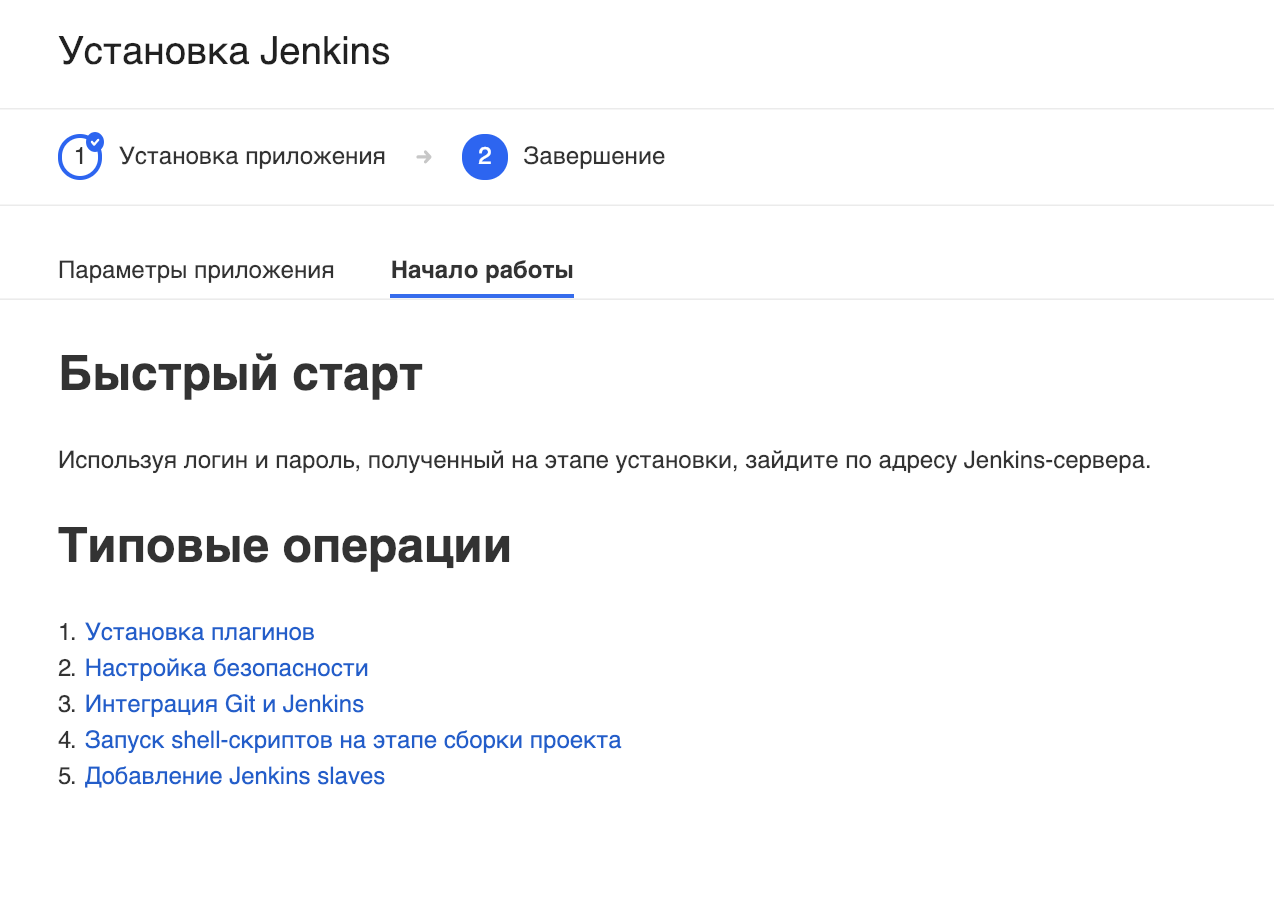 Установка Jenkins
1 Установка приложения → 2 Завершение
Параметры приложения Начало работы
Быстрый старт
Используя логин и пароль, полученный на этапе установки, зайдите по адресу Jenkins-сервера.
Типовые операции
1. Установка плагинов
2. Настройка безопасности
3. Интеграция Git и Jenkins
4. Запуск shell-скриптов на этапе сборки проекта
5. Добавление Jenkins slaves